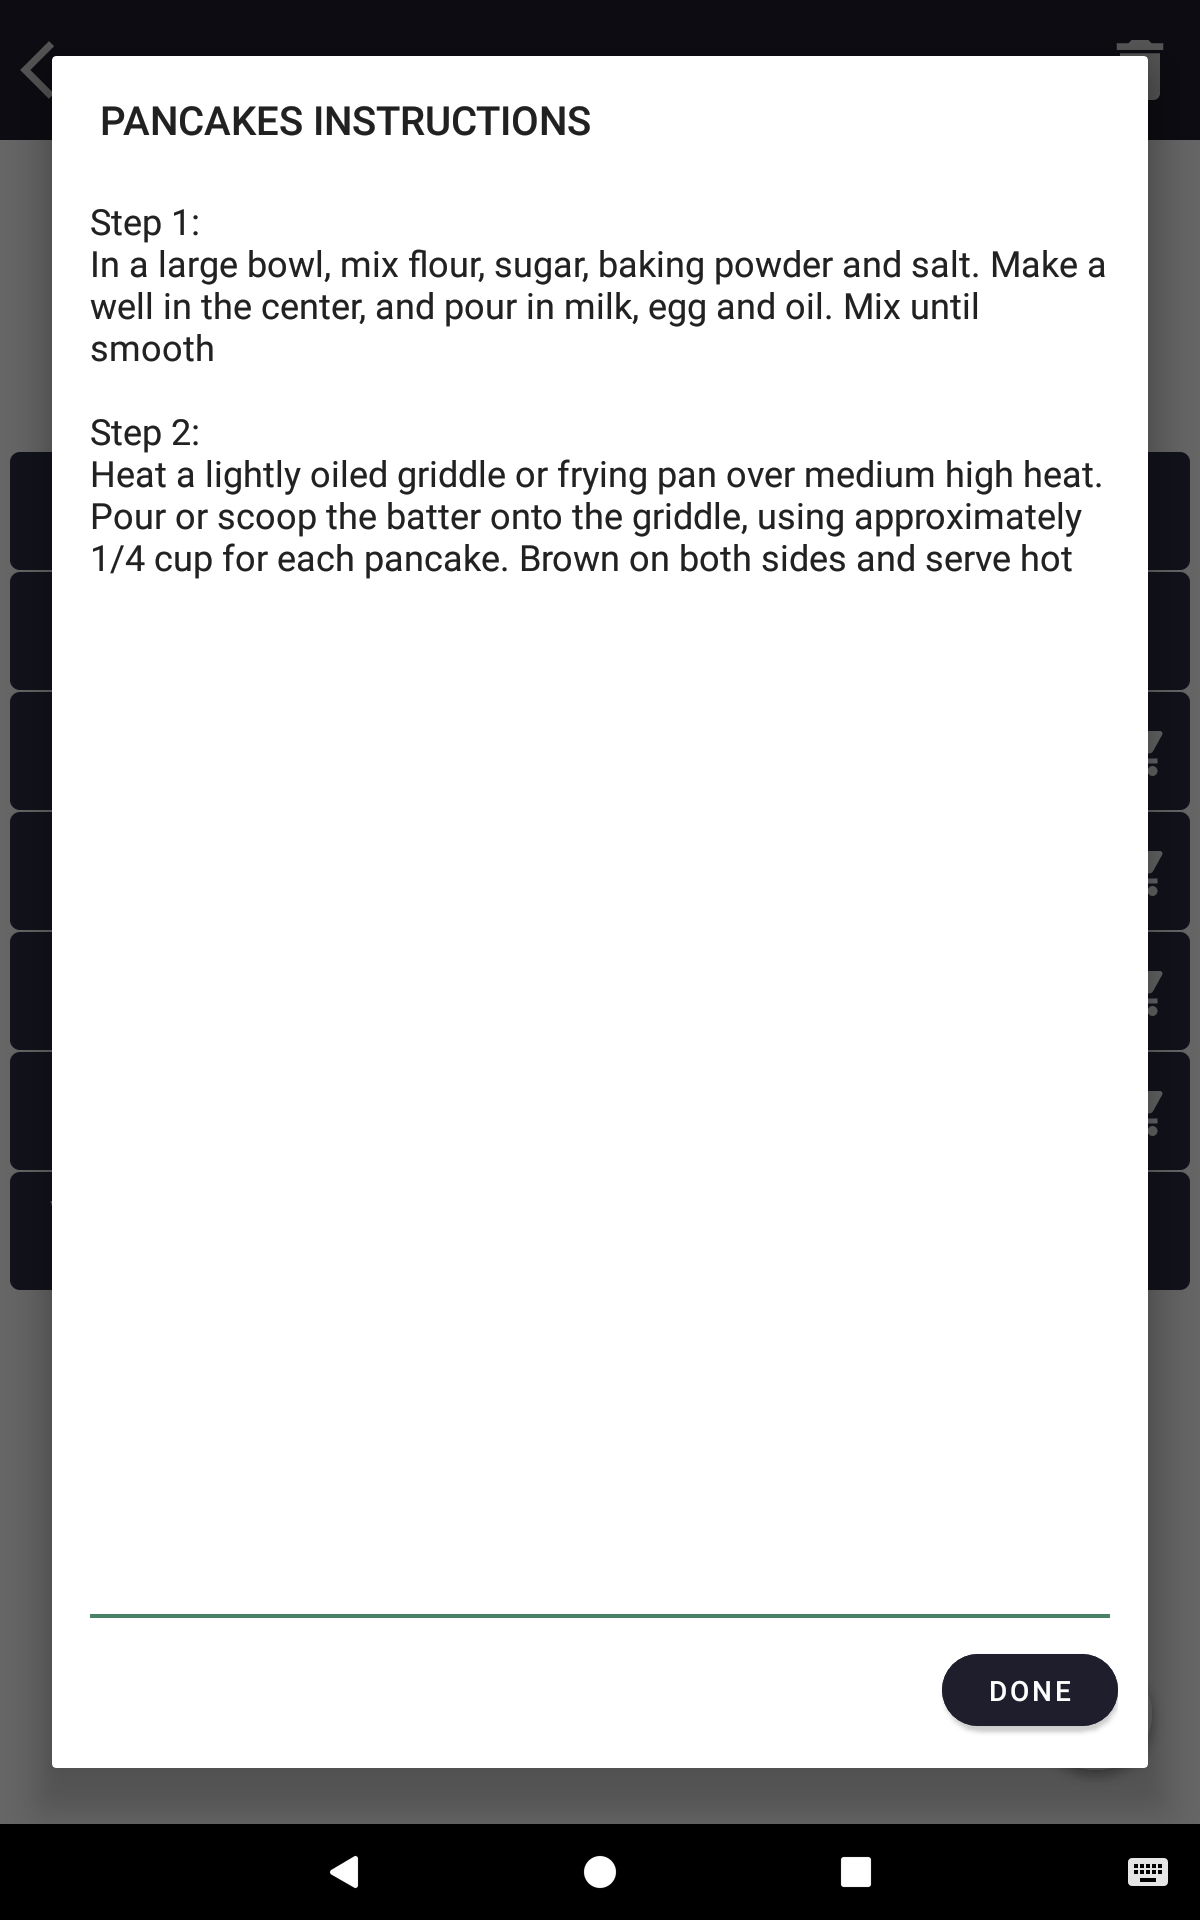 PANCAKES INSTRUCTIONS
Step 1:
In a large bowl, mix flour, sugar, baking powder and salt. Make a
well in the center, and pour in milk, egg and oil. Mix until
smooth
Step 2:
Heat a lightly oiled griddle or frying pan over medium high heat.
Pour or scoop the batter onto the griddle, using approximately
1/4 cup for each pancake. Brown on both sides and serve hot
DONE